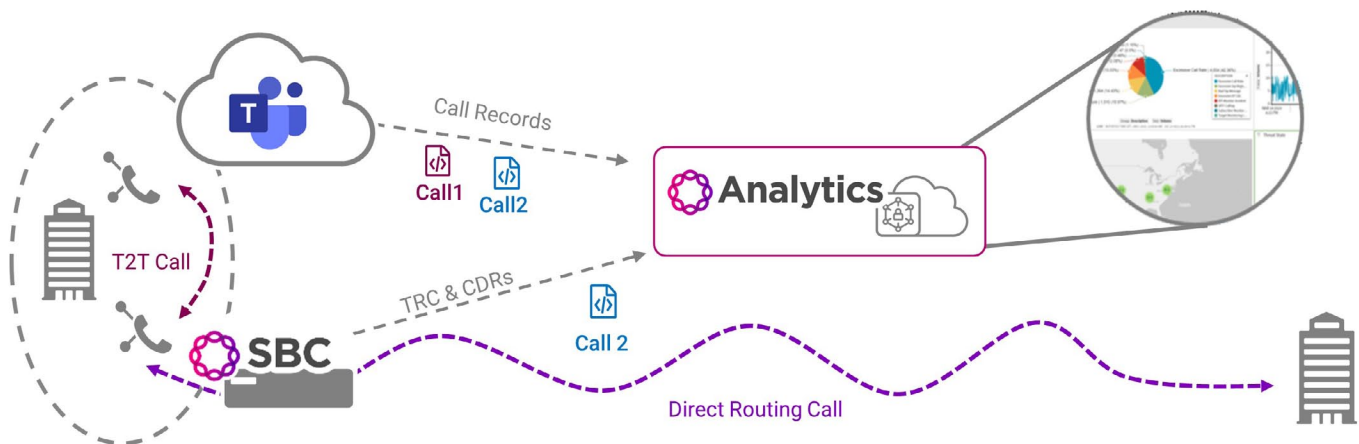 T
Call Records
Call1
Call2
Analytics
T2T Call
TRC & CDRs
Call 2
SBC
Direct Routing Call